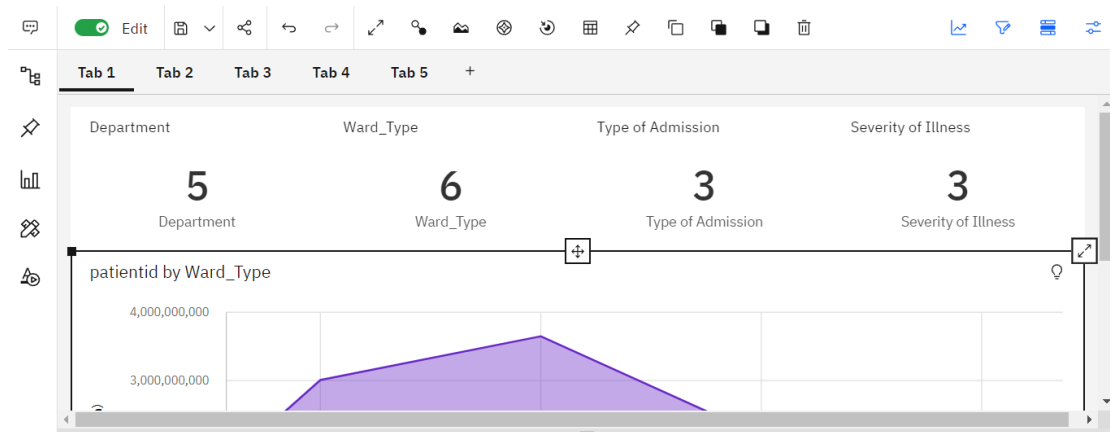 Edit
Tab 1 Tab 2 Tab 3 Tab 4 Tab 5 +
Department Ward_Type Type of Admission Severity of Illness
5 6 3 3
Department Ward_Type Type of Admission Severity of Illness
patientid by Ward_Type
4,000,000,000
3,000,000,000